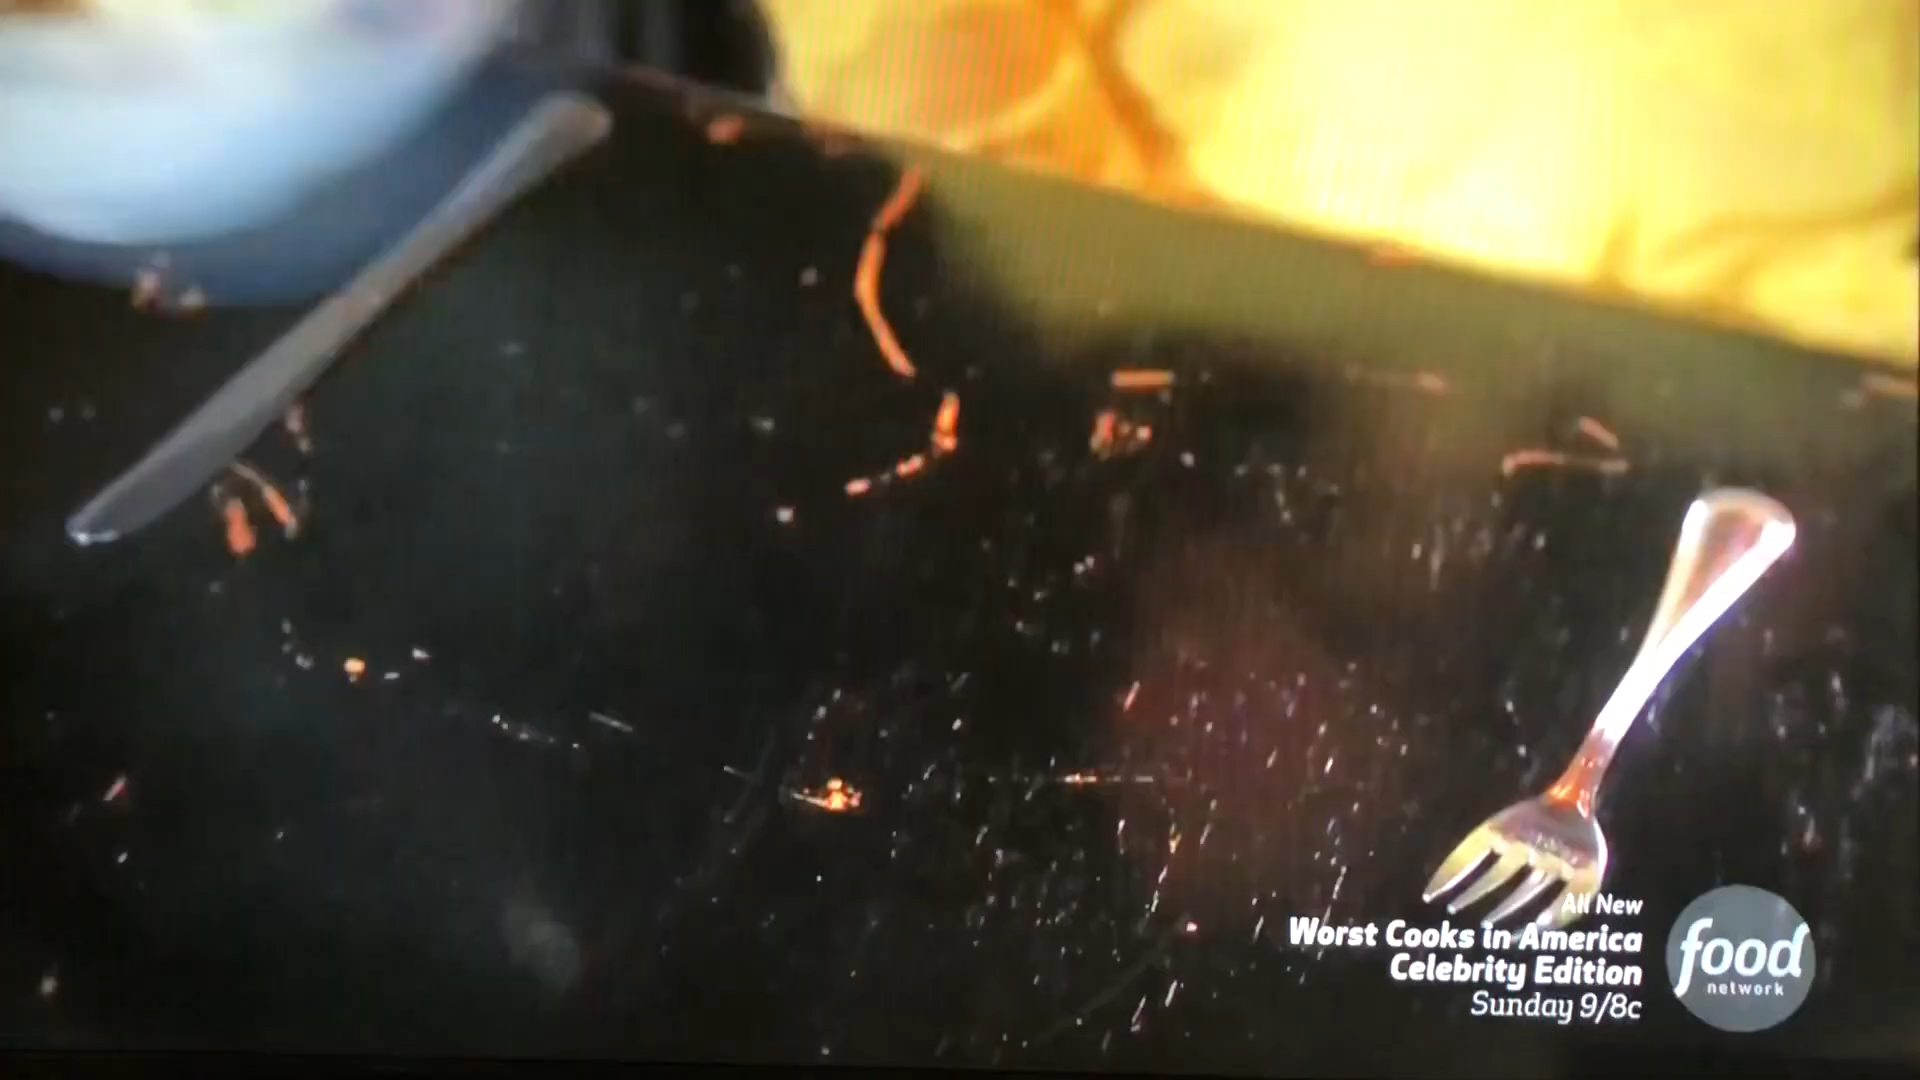 All New
Worst Cooks in America
Celebrity Edition
Sunday 9/8c
food
network